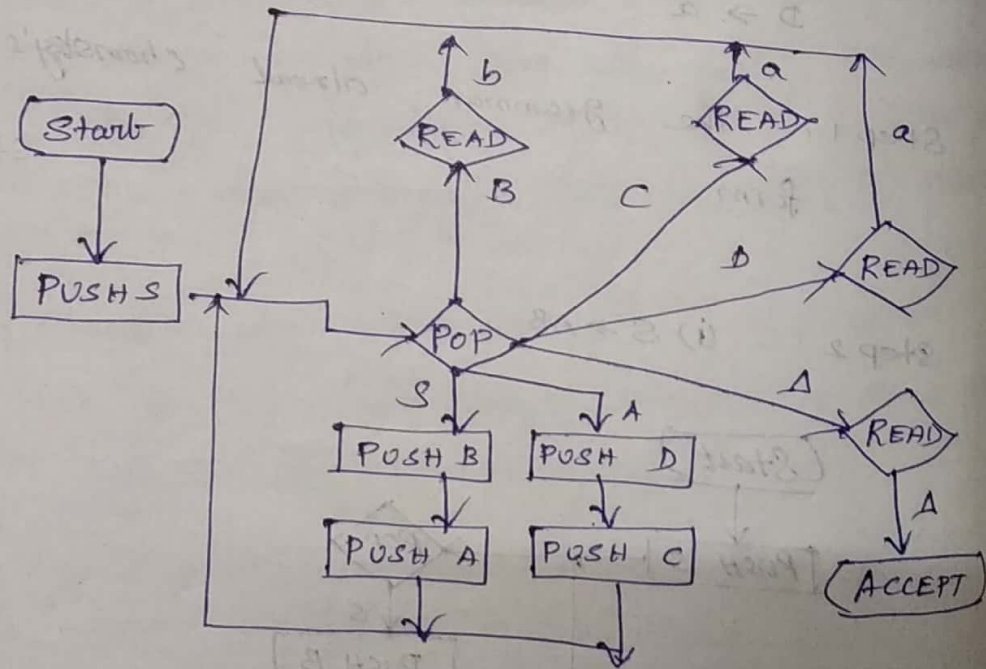 b
a
Start
READ
READ
a
B
C
D
PUSH S
READ
POP
S
A
Δ
READ
PUSH B
PUSH D
Δ
PUSH A
PUSH C
ACCEPT